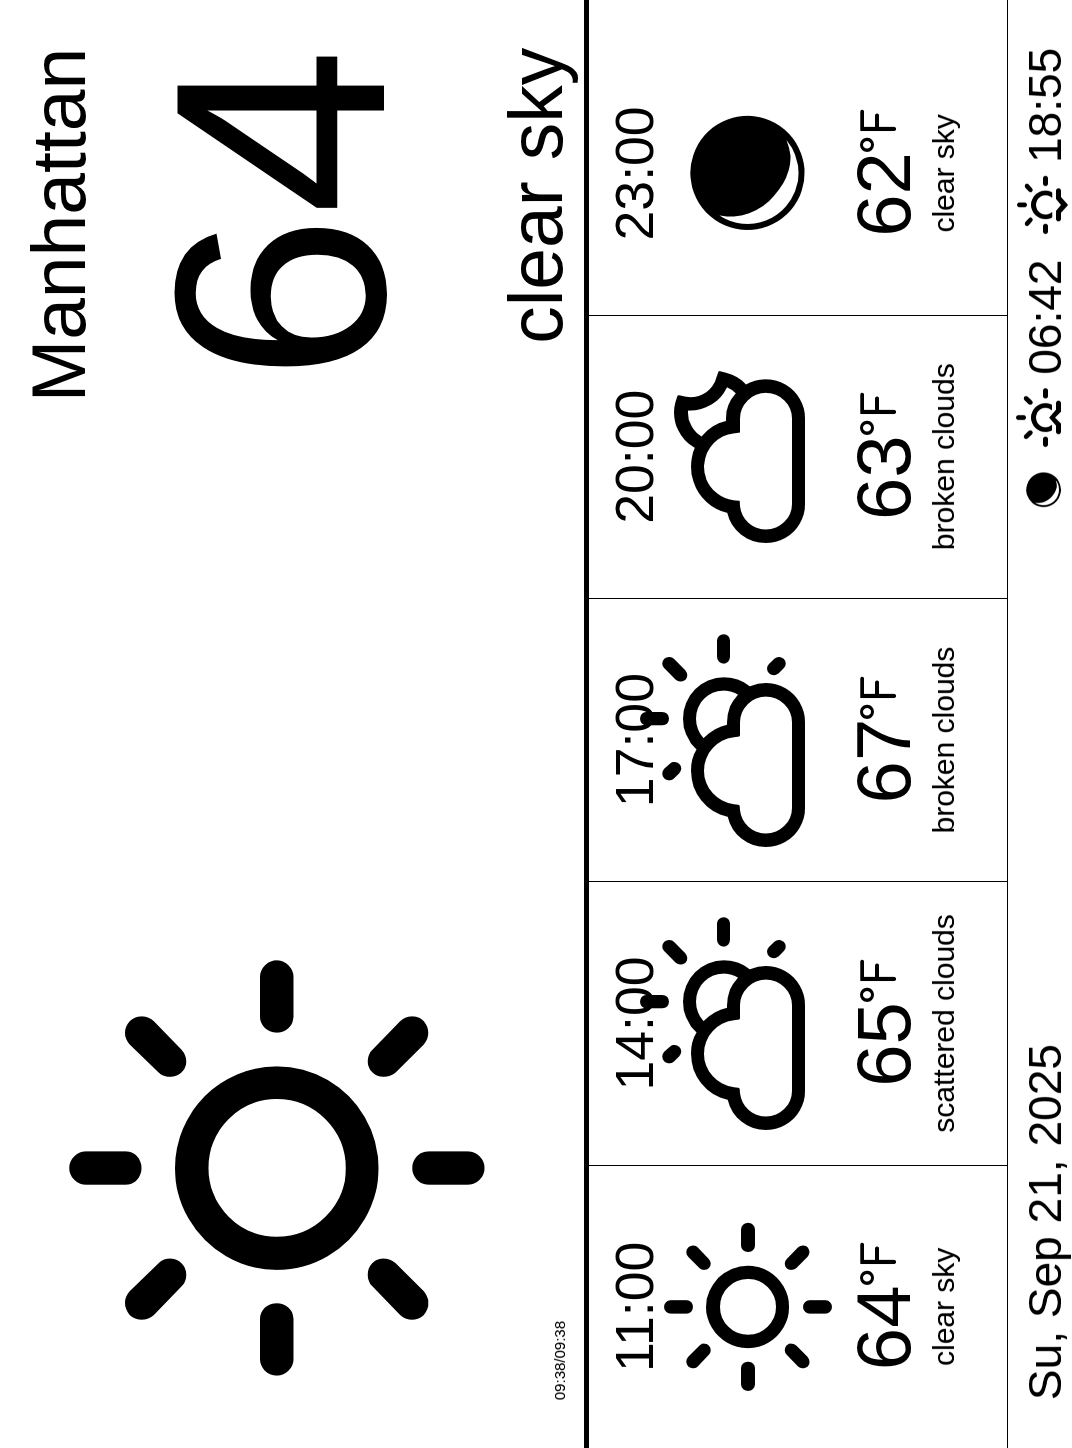 Manhattan
64
clear sky
09:38/09:38
11:00 14:00 17:00 20:00 23:00
64°F 65°F 67°F 63°F 62°F
clear sky scattered clouds broken clouds broken clouds clear sky
Su, Sep 21, 2025 06:42 18:55